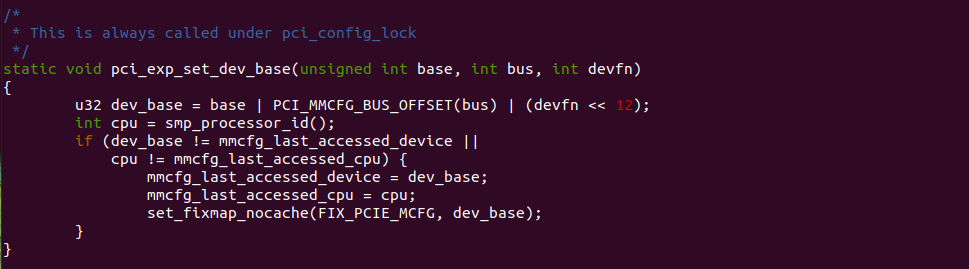 /*
 * This is always called under pci_config_lock
 */
static void pci_exp_set_dev_base(unsigned int base, int bus, int devfn)
{
        u32 dev_base = base | PCI_MMCFG_BUS_OFFSET(bus) | (devfn << 12);
        int cpu = smp_processor_id();
        if (dev_base != mmcfg_last_accessed_device ||
            cpu != mmcfg_last_accessed_cpu) {
                mmcfg_last_accessed_device = dev_base;
                mmcfg_last_accessed_cpu = cpu;
                set_fixmap_nocache(FIX_PCIE_MCFG, dev_base);
        }
}